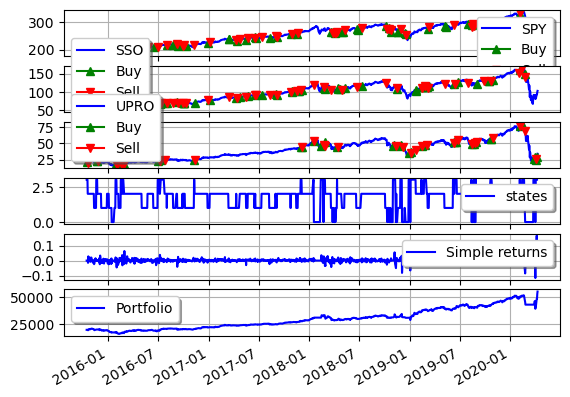 300
200
SPY
Buy
150
100
50
SSO
Buy
Sell
75
50
25
UPRO
Buy
Sell
2.5
0.0
states
0.1
0.0
−0.1
Simple returns
50000
25000
Portfolio
2016-01
2016-07
2017-01
2017-07
2018-01
2018-07
2019-01
2019-07
2020-01